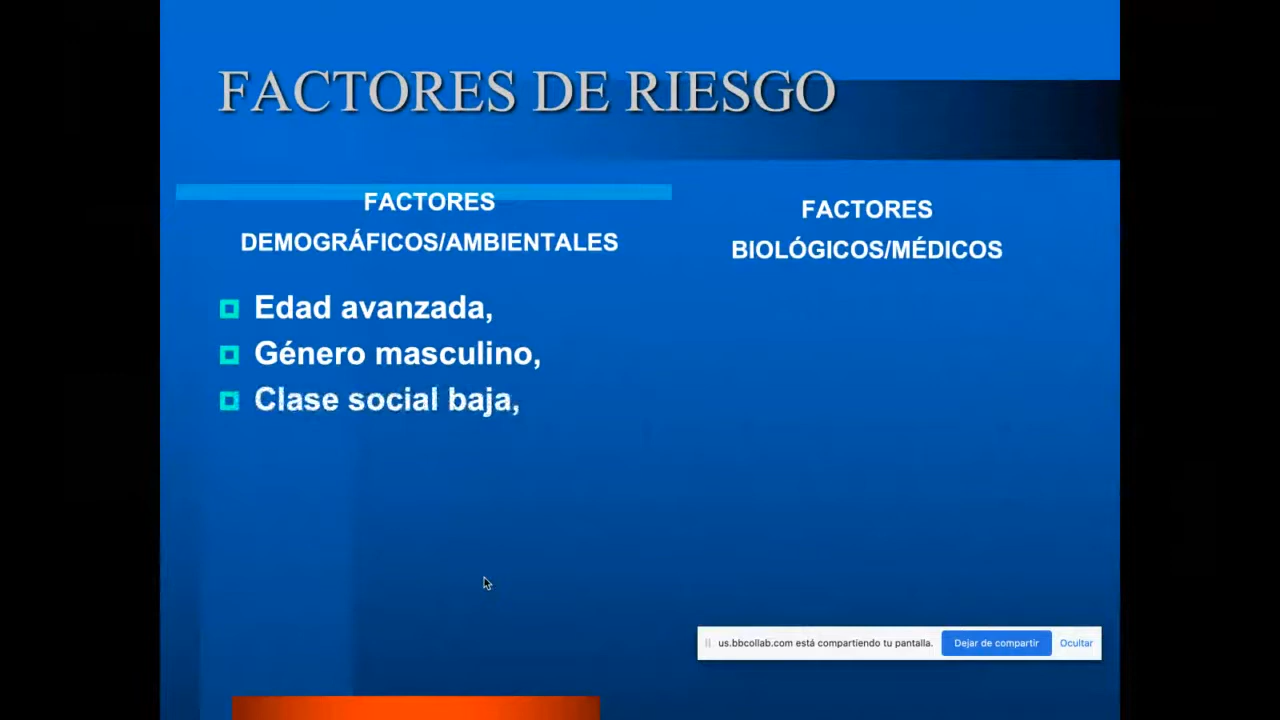 FACTORES DE RIESGO
FACTORES
DEMOGRÁFICOS/AMBIENTALES
Edad avanzada,
Género masculino,
Clase social baja,
FACTORES
BIOLÓGICOS/MÉDICOS
us.bbcollab.com está compartiendo tu pantalla. Dejar de compartir Ocultar